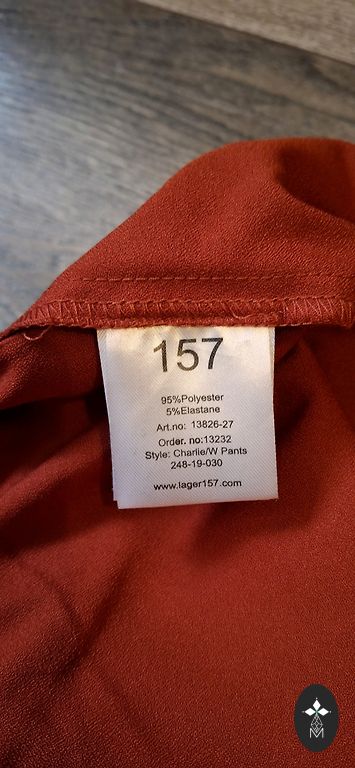 157
95%Polyester
5%Elastane
Art.no: 13826-27
Order. no:13232
Style: Charlie/W Pants
248-19-030
www.lager157.com
M